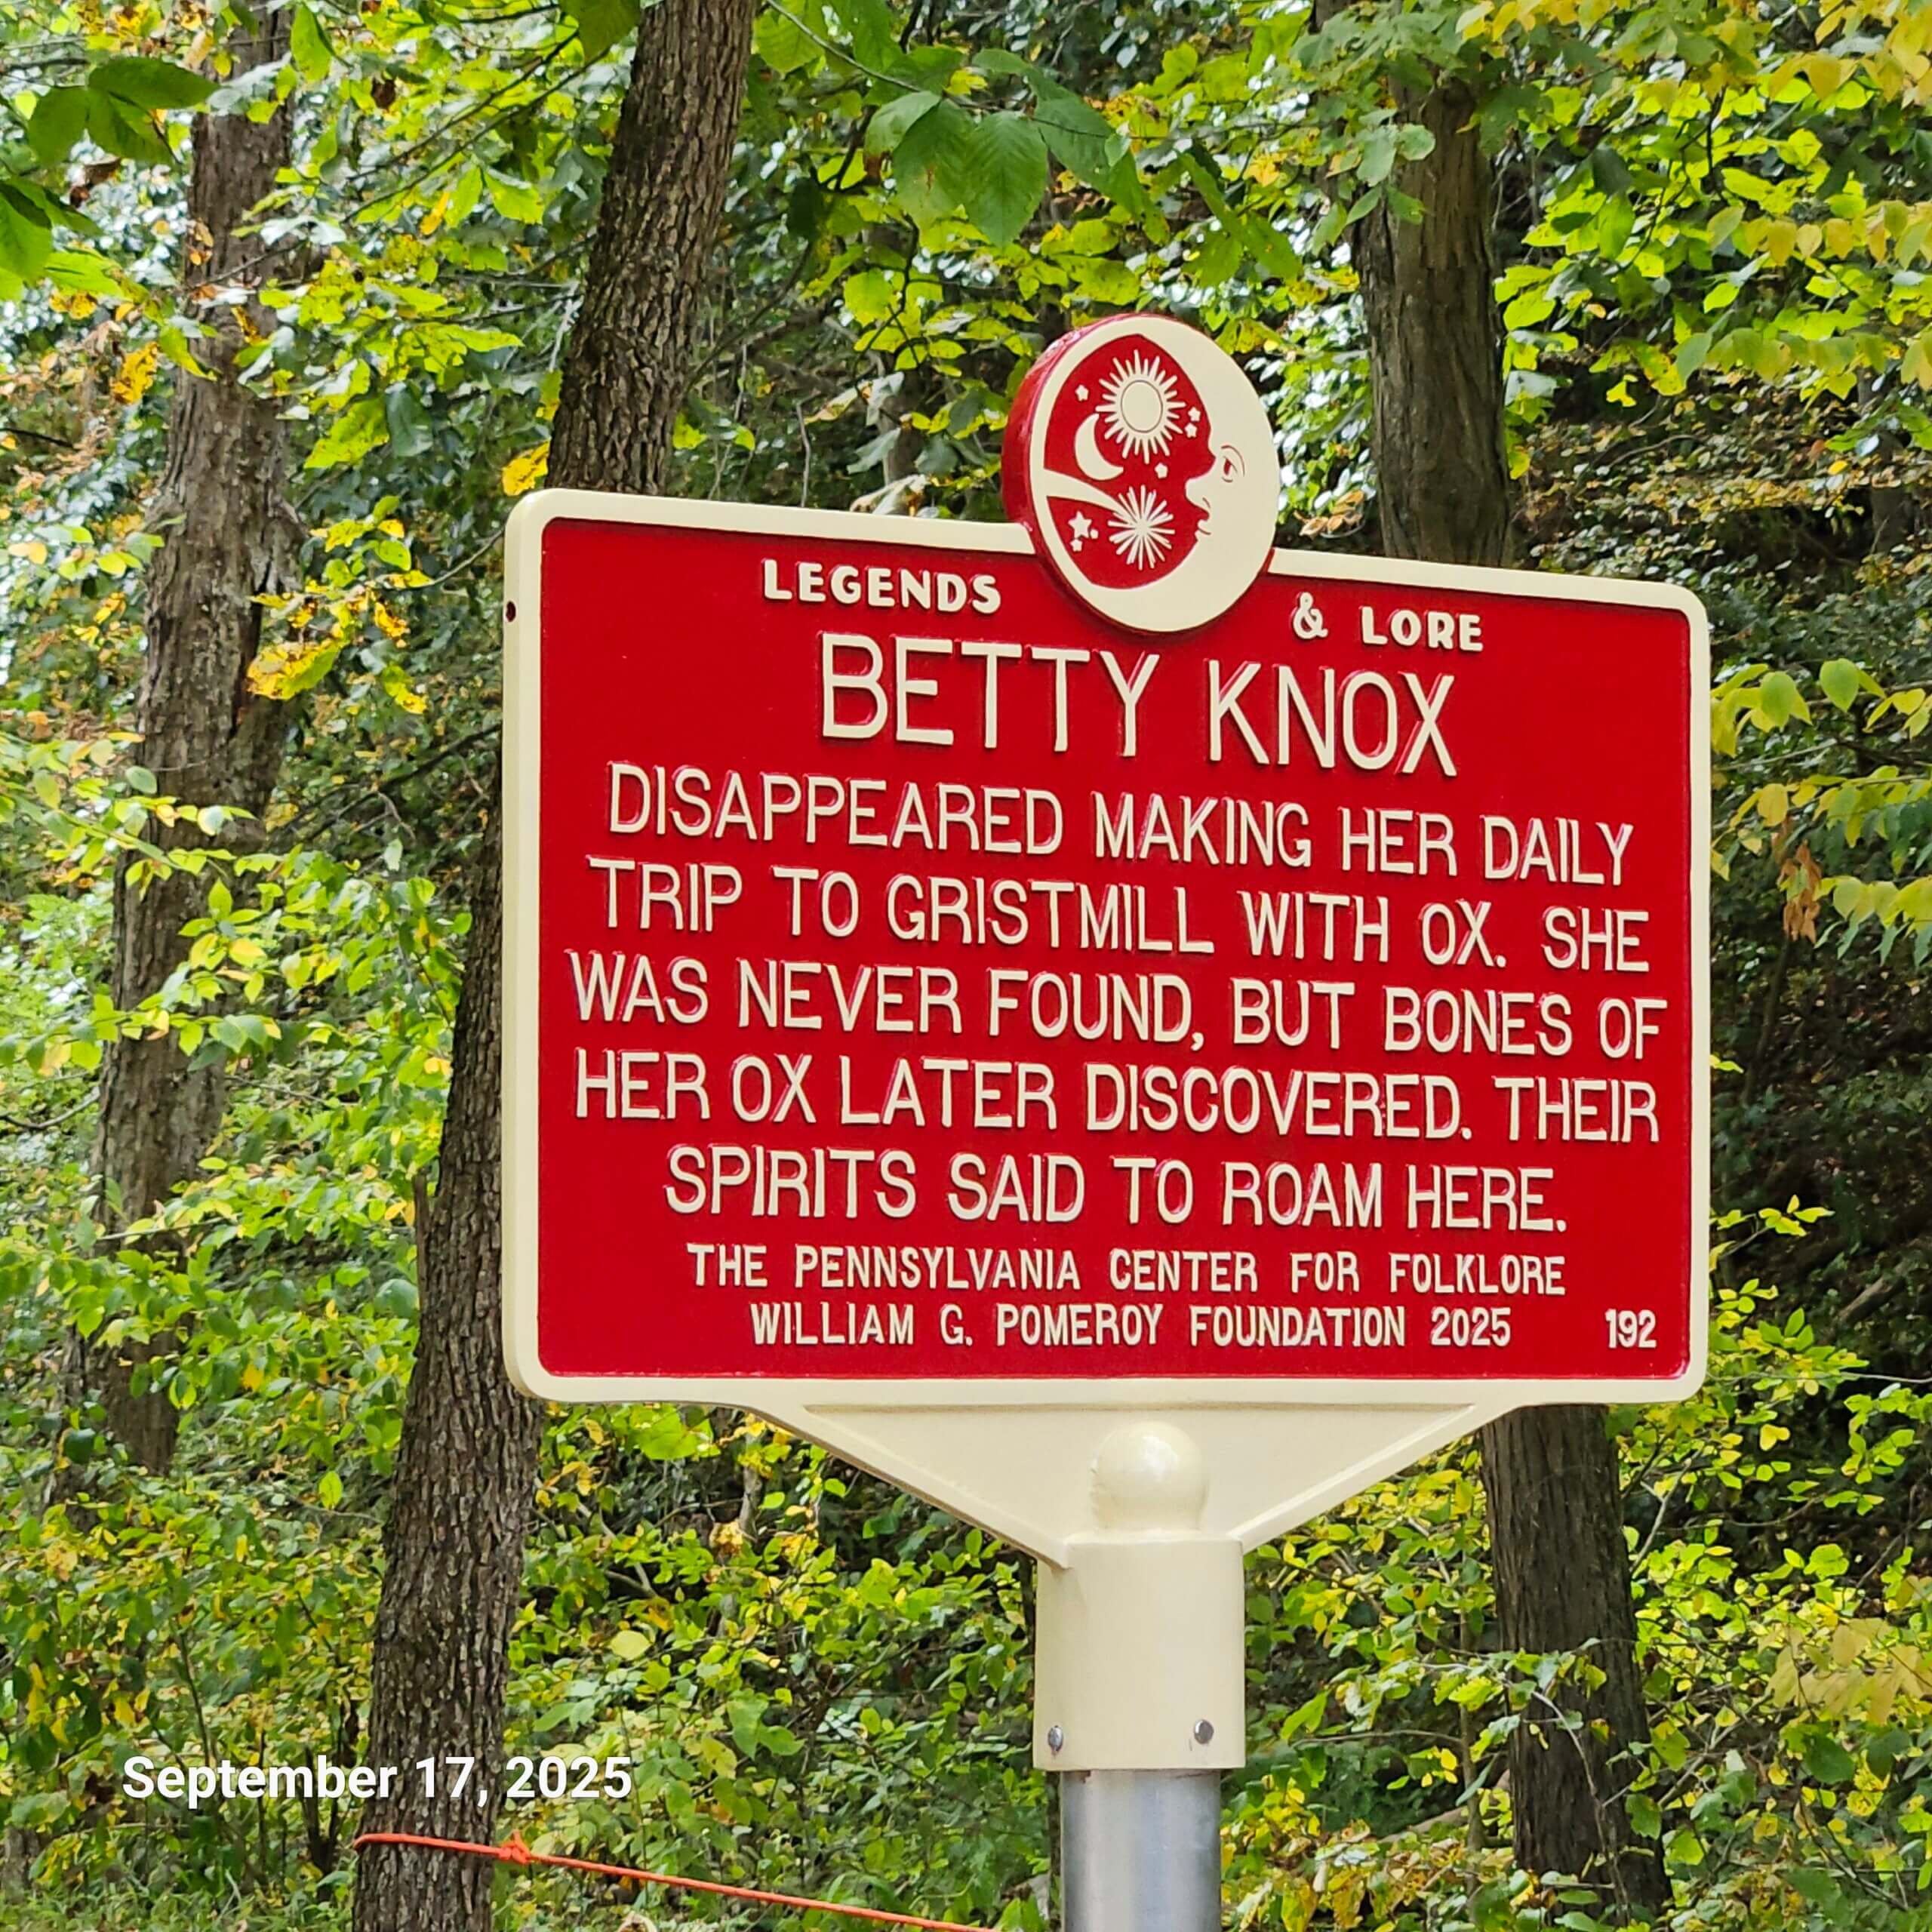 LEGENDS & LORE
BETTY KNOX
DISAPPEARED MAKING HER DAILY
TRIP TO GRISTMILL WITH OX. SHE
WAS NEVER FOUND, BUT BONES OF
HER OX LATER DISCOVERED. THEIR
SPIRITS SAID TO ROAM HERE.
THE PENNSYLVANIA CENTER FOR FOLKLORE
WILLIAM G. POMEROY FOUNDATION 2025 192
September 17, 2025